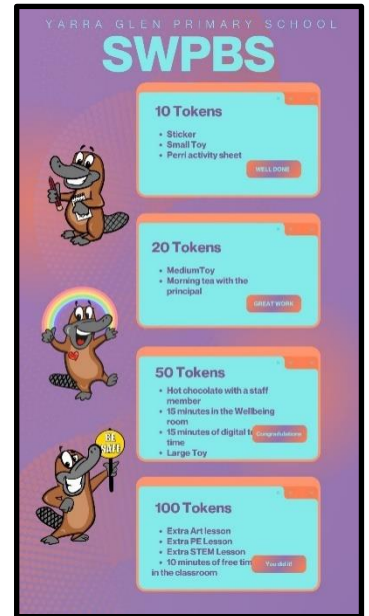 YARRA GLEN PRIMARY SCHOOL
SWPBS
10 Tokens
• Sticker
• Small Toy
• Perri activity sheet
WELL DONE
20 Tokens
• MediumToy
• Morning tea with the
principal
GREAT WORK
BE
SAFE
50 Tokens
• Hot chocolate with a staff
member
• 15 minutes in the Wellbeing
room
• 15 minutes of digital
time
• Large Toy
Congratulations
100 Tokens
• Extra Art lesson
• Extra PE Lesson
• Extra STEM Lesson
• 10 minutes of free
in the classroom
You did it!